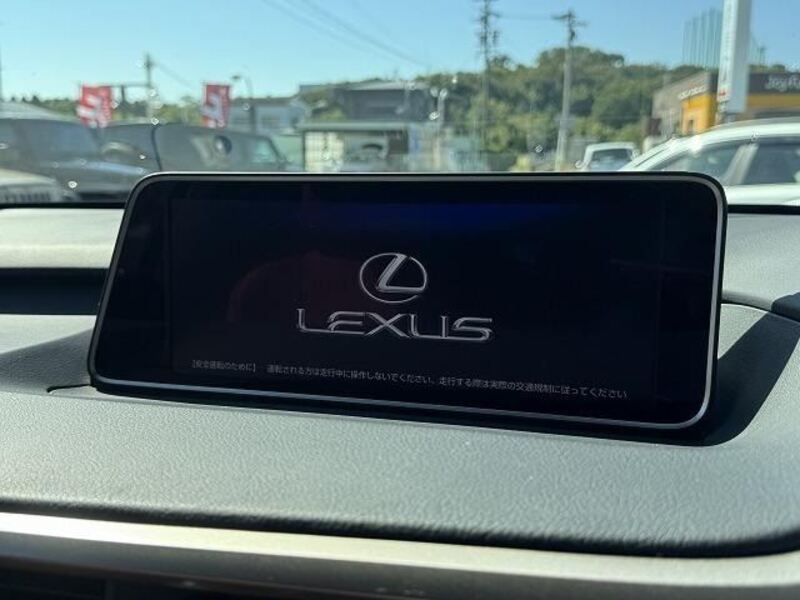 LEXUS
【安全運転のために】・運転される方は走行中に操作しないでください、走行する際は実際の交通規制に従ってください